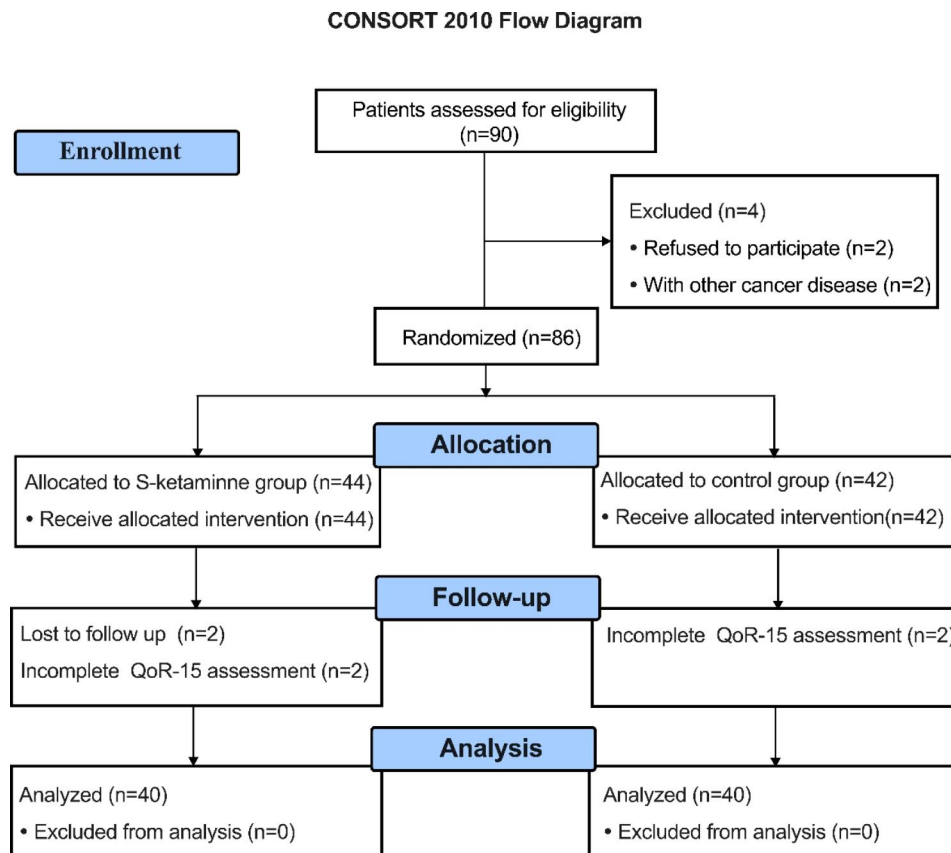 CONSORT 2010 Flow Diagram
Patients assessed for eligibility
(n=90)
Enrollment
Excluded (n=4)
• Refused to participate (n=2)
• With other cancer disease (n=2)
Randomized (n=86)
Allocation
Allocated to S-ketaminne group (n=44)
• Receive allocated intervention (n=44)
Allocated to control group (n=42)
• Receive allocated intervention(n=42)
Follow-up
Lost to follow up (n=2)
Incomplete QoR-15 assessment (n=2)
Incomplete QoR-15 assessment (n=2)
Analysis
Analyzed (n=40)
• Excluded from analysis (n=0)
Analyzed (n=40)
• Excluded from analysis (n=0)